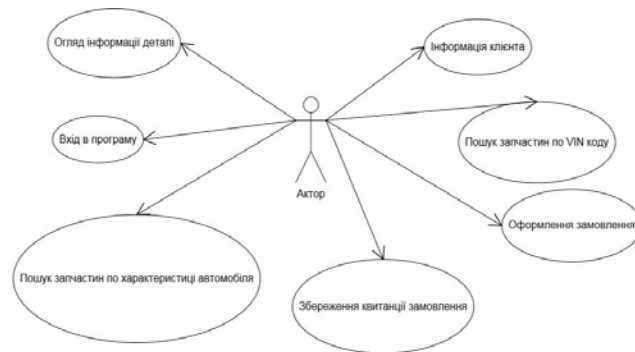 Огляд інформації деталі
Інформація клієнта
Вхід в програму
Пошук запчастин по VIN коду
Актор
Оформлення замовлення
Пошук запчастин по характеристиці автомобіля
Збереження квитанції замовлення